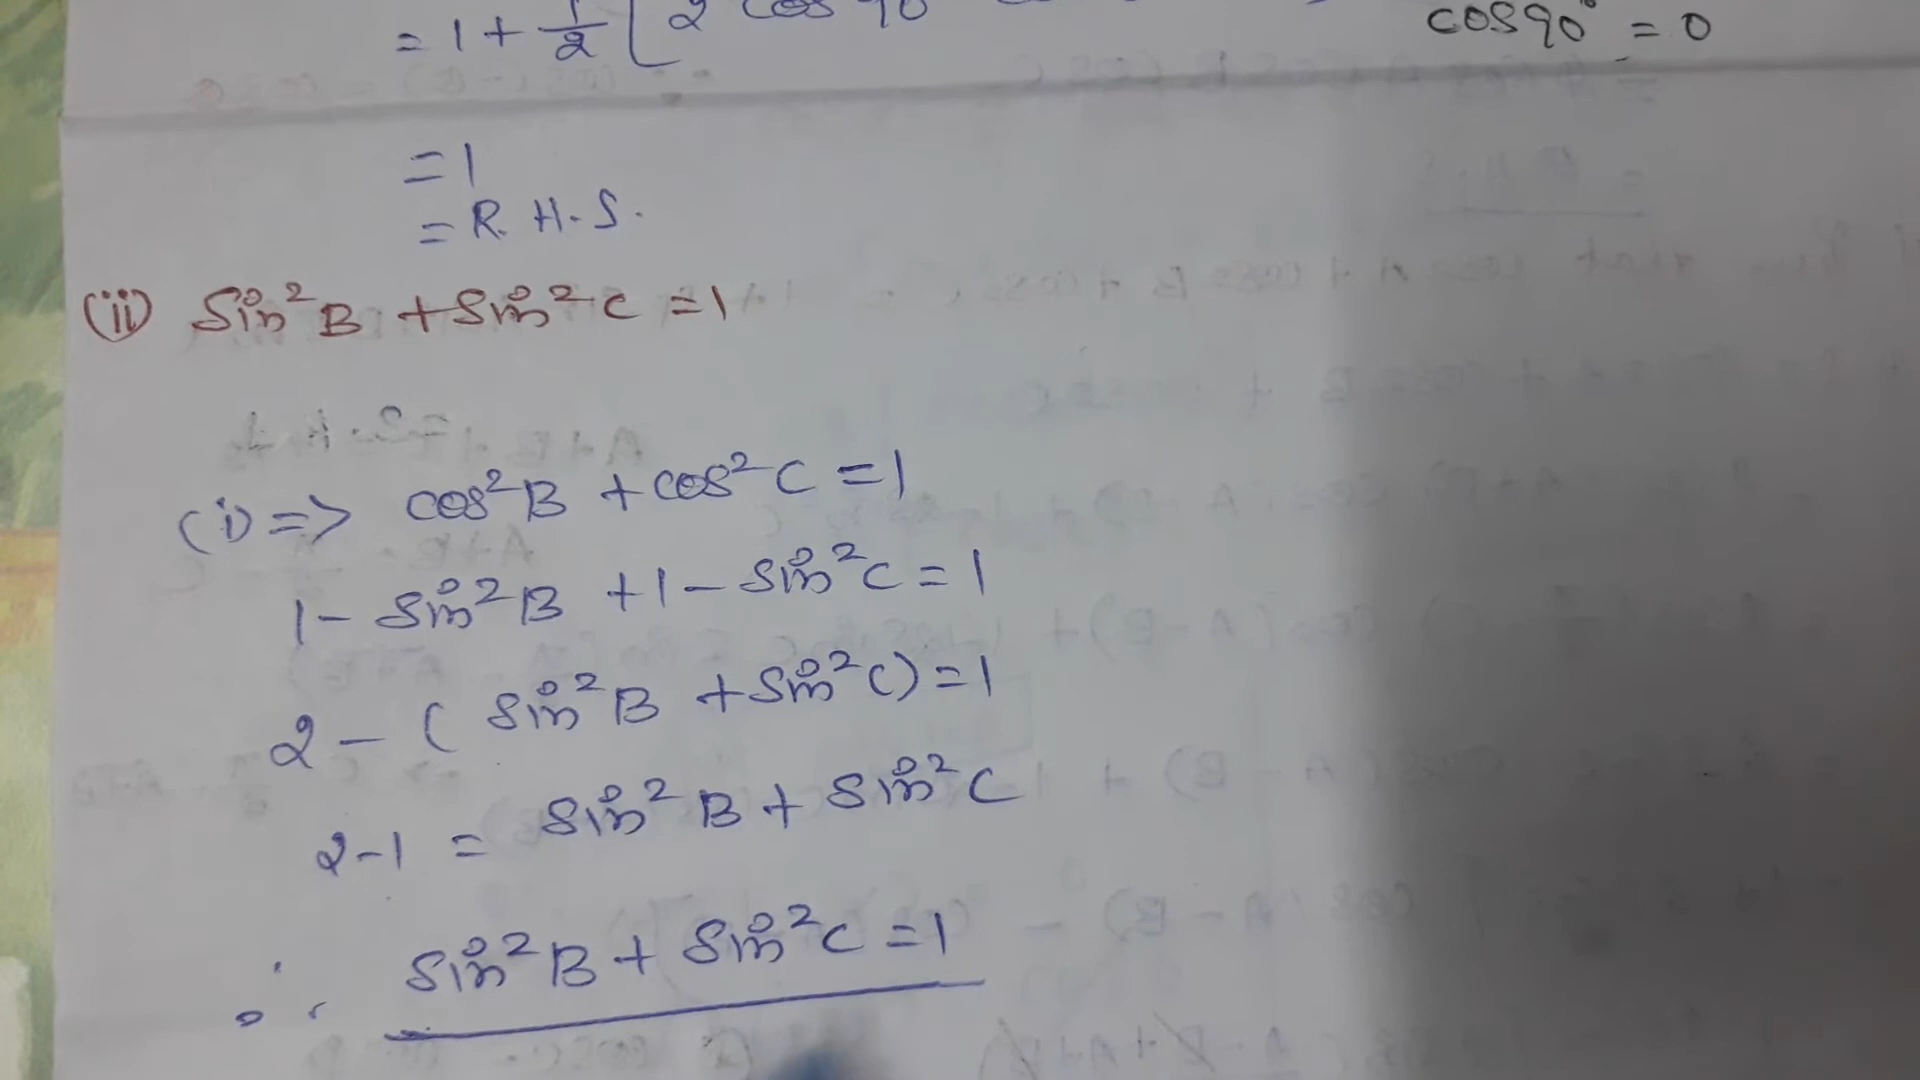 = 1 + 1/2 [ 2 cos 90
cos 90° = 0
= 1
= R. H. S.
(ii) Sin²B + Sin²C = 1
(i) => cos²B + cos²C = 1
1 - Sin²B + 1 - Sin²C = 1
2 - ( Sin²B + Sin²C) = 1
2-1 = Sin²B + Sin²C
∴ Sin²B + Sin²C = 1